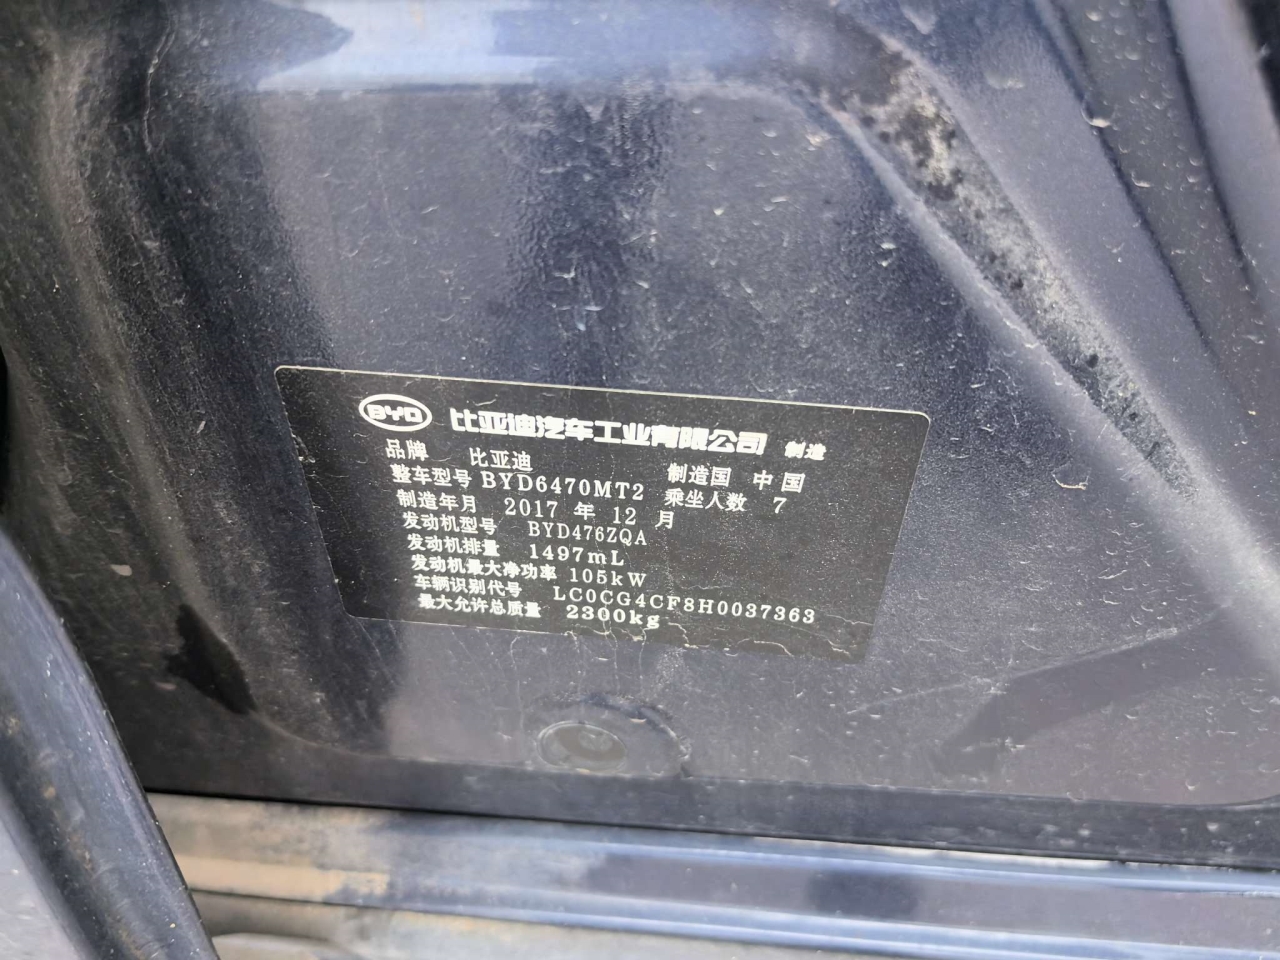 BYD 比亚迪汽车工业有限公司 制造
品牌 比亚迪 制造国 中国
整车型号 BYD6470MT2 乘坐人数 7
制造年月 2017 年 12 月
发动机型号 BYD476ZQA
发动机排量 1497mL
发动机最大净功率 105kW
车辆识别代号 LC0CG4CF8H0037363
最大允许总质量 2300kg